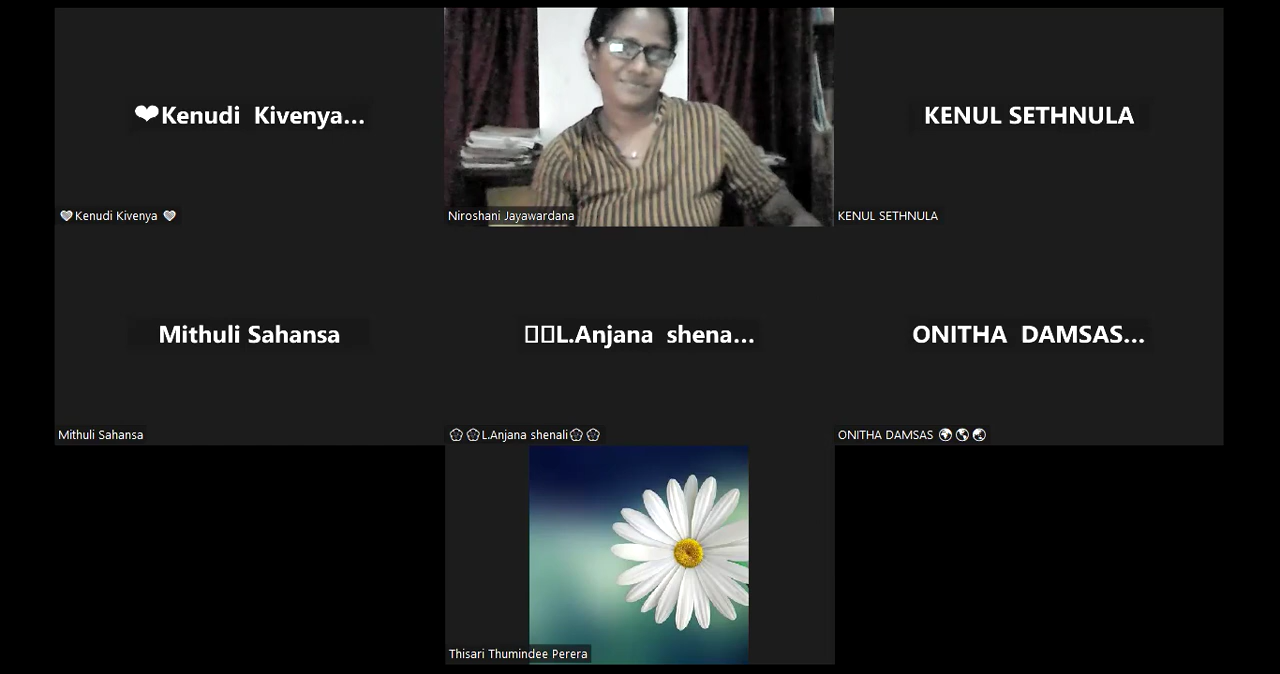 ❤Kenudi Kivenya...
🤍Kenudi Kivenya 🤍
Niroshani Jayawardana
KENUL SETHNULA
KENUL SETHNULA
Mithuli Sahansa
Mithuli Sahansa
▯▯L.Anjana shena...
🏵🏵L.Anjana shenali🏵🏵
ONITHA DAMSAS...
ONITHA DAMSAS 🌍🌎🌏
Thisari Thumindee Perera